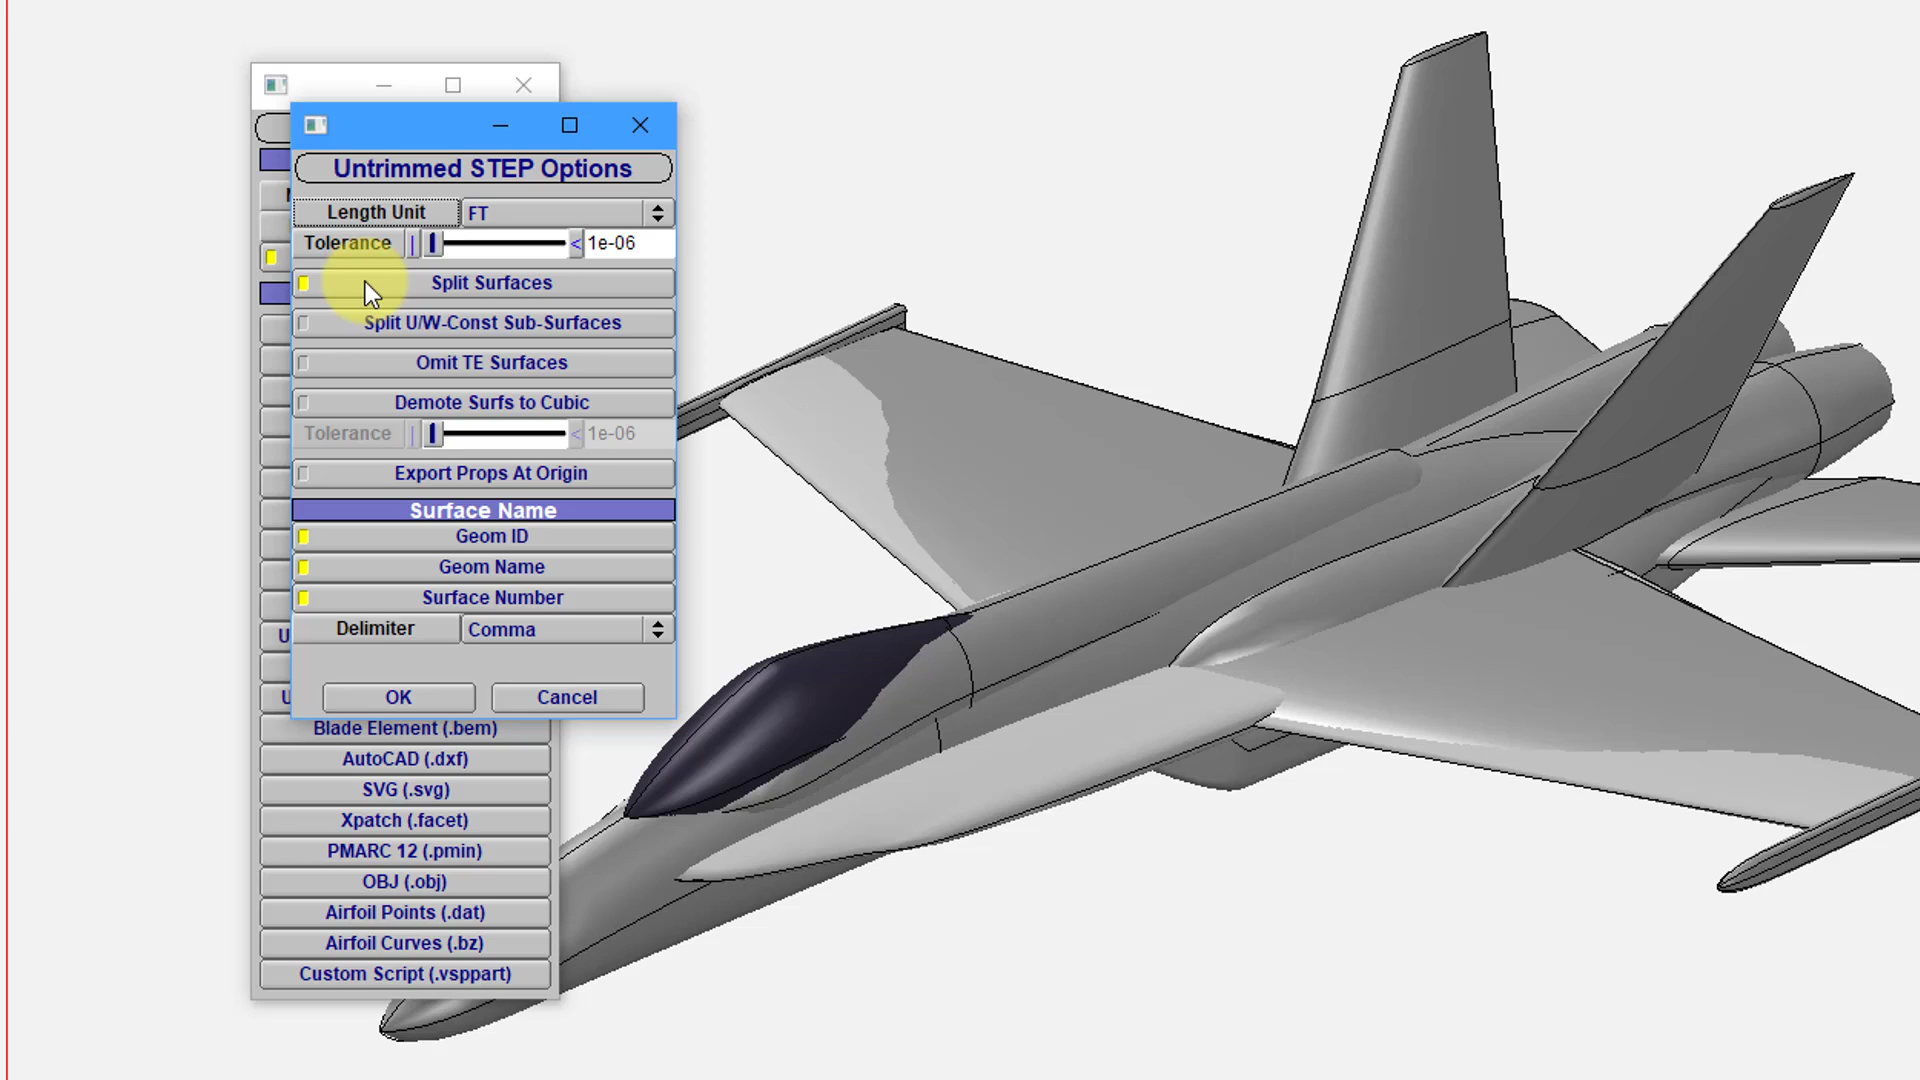 Untrimmed STEP Options
Length Unit FT
Tolerance | < 1e-06
Split Surfaces
Split U/W-Const Sub-Surfaces
Omit TE Surfaces
Demote Surfs to Cubic
Tolerance | < 1e-06
Export Props At Origin
Surface Name
Geom ID
Geom Name
Surface Number
Delimiter Comma
OK Cancel
Blade Element (.bem)
AutoCAD (.dxf)
SVG (.svg)
Xpatch (.facet)
PMARC 12 (.pmin)
OBJ (.obj)
Airfoil Points (.dat)
Airfoil Curves (.bz)
Custom Script (.vsppart)